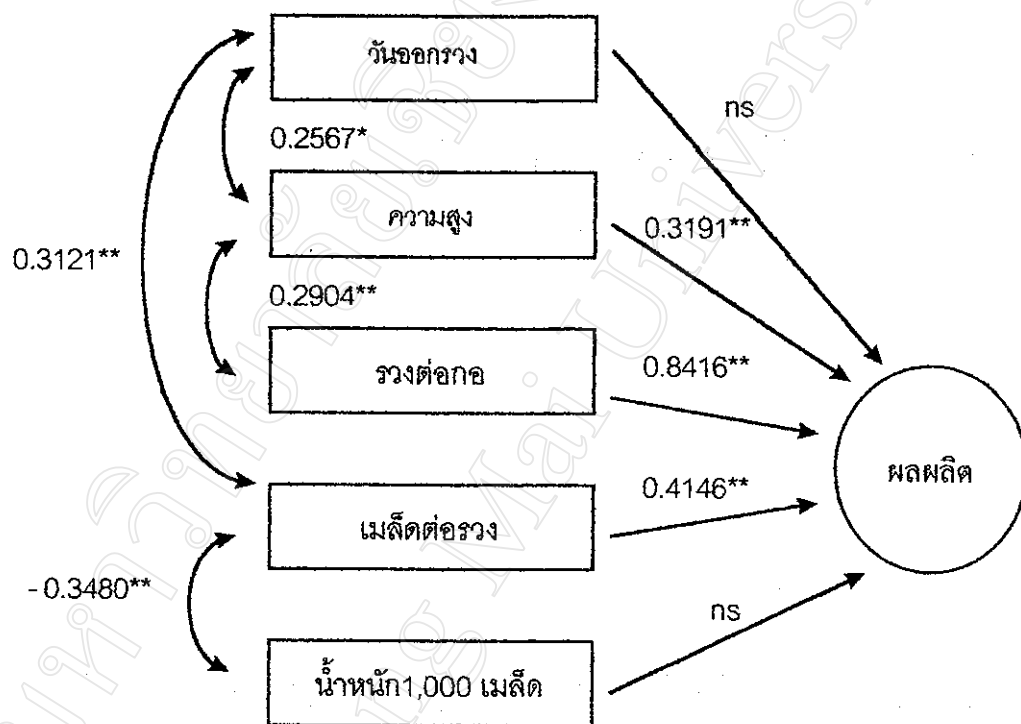 วันออกรวง
ns
0.2567*
ความสูง
0.3191**
0.3121**
0.2904**
รวงต่อกอ
0.8416**
ผลผลิต
0.4146**
เมล็ดต่อรวง
-0.3480**
ns
น้ำหนัก1,000 เมล็ด